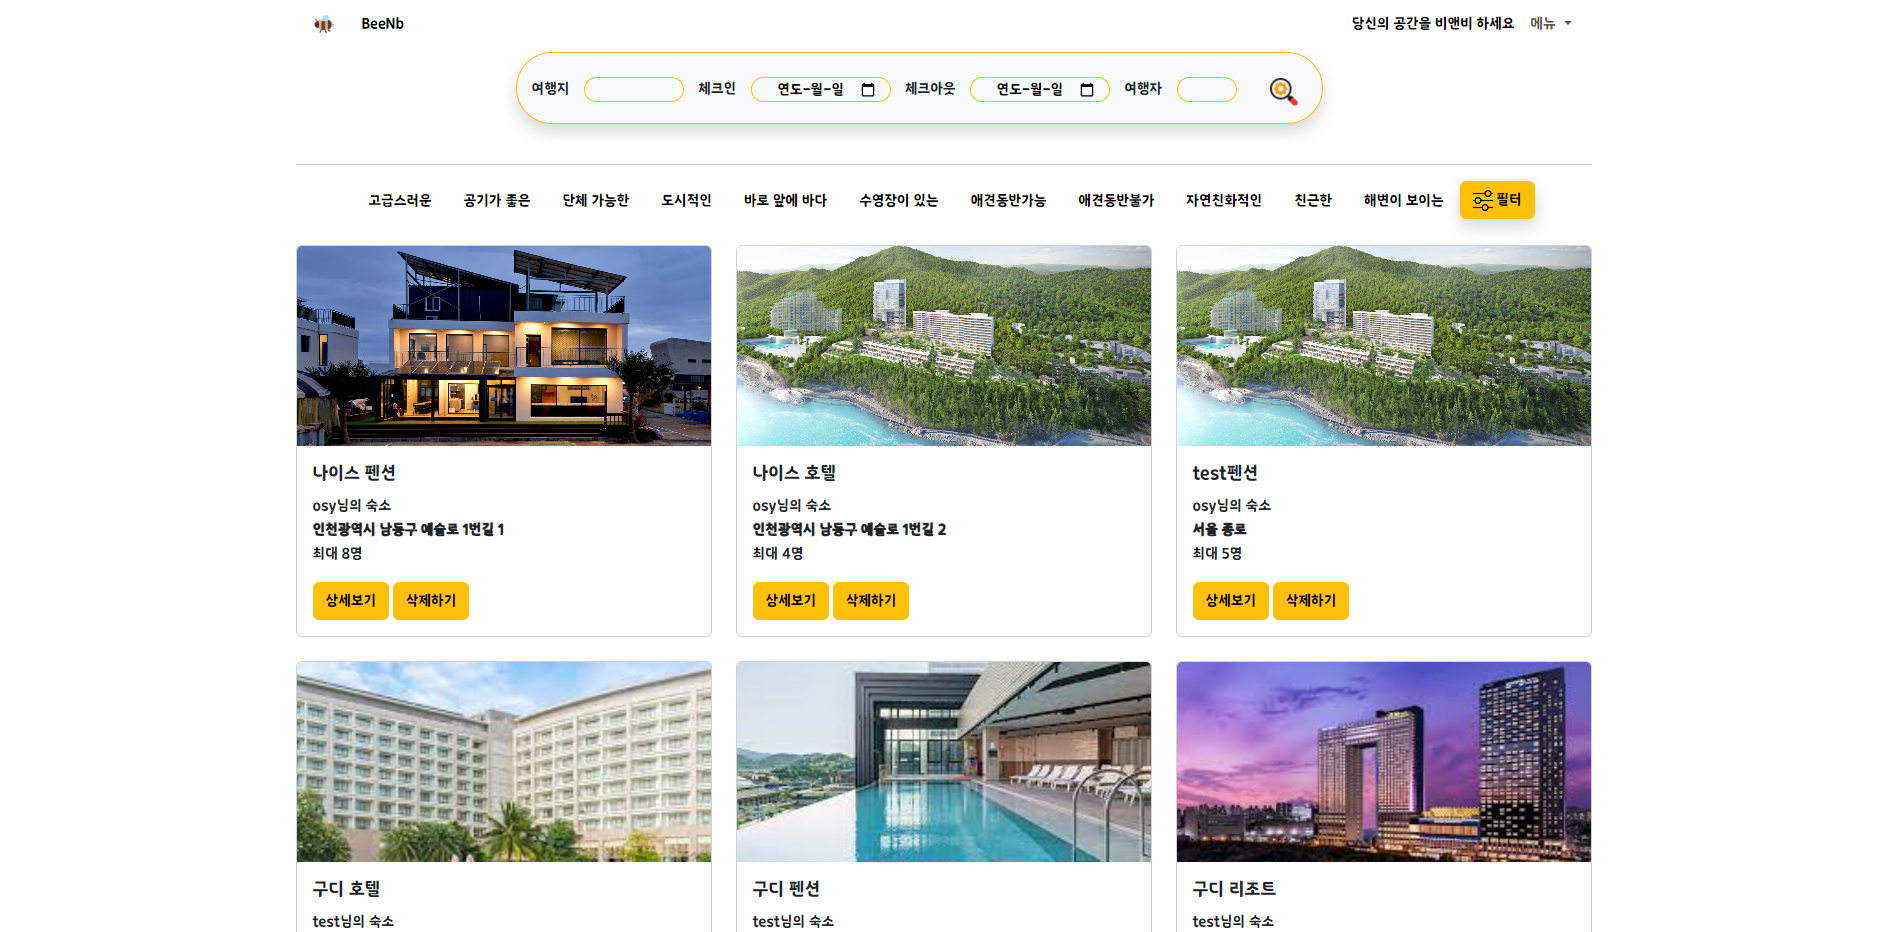 BeeNb 당신의 공간을 비앤비 하세요 메뉴
여행지 체크인 연도-월-일 체크아웃 연도-월-일 여행자
고급스러운 공기가 좋은 단체 가능한 도시적인 바로 앞에 바다 수영장이 있는 애견동반가능 애견동반불가 자연친화적인 친근한 해변이 보이는 필터
나이스 펜션
osy님의 숙소
인천광역시 남동구 예술로 1번길 1
최대 8명
상세보기 삭제하기
나이스 호텔
osy님의 숙소
인천광역시 남동구 예술로 1번길 2
최대 4명
상세보기 삭제하기
test펜션
osy님의 숙소
서울 종로
최대 5명
상세보기 삭제하기
구디 호텔
test님의 숙소
구디 펜션
test님의 숙소
구디 리조트
test님의 숙소